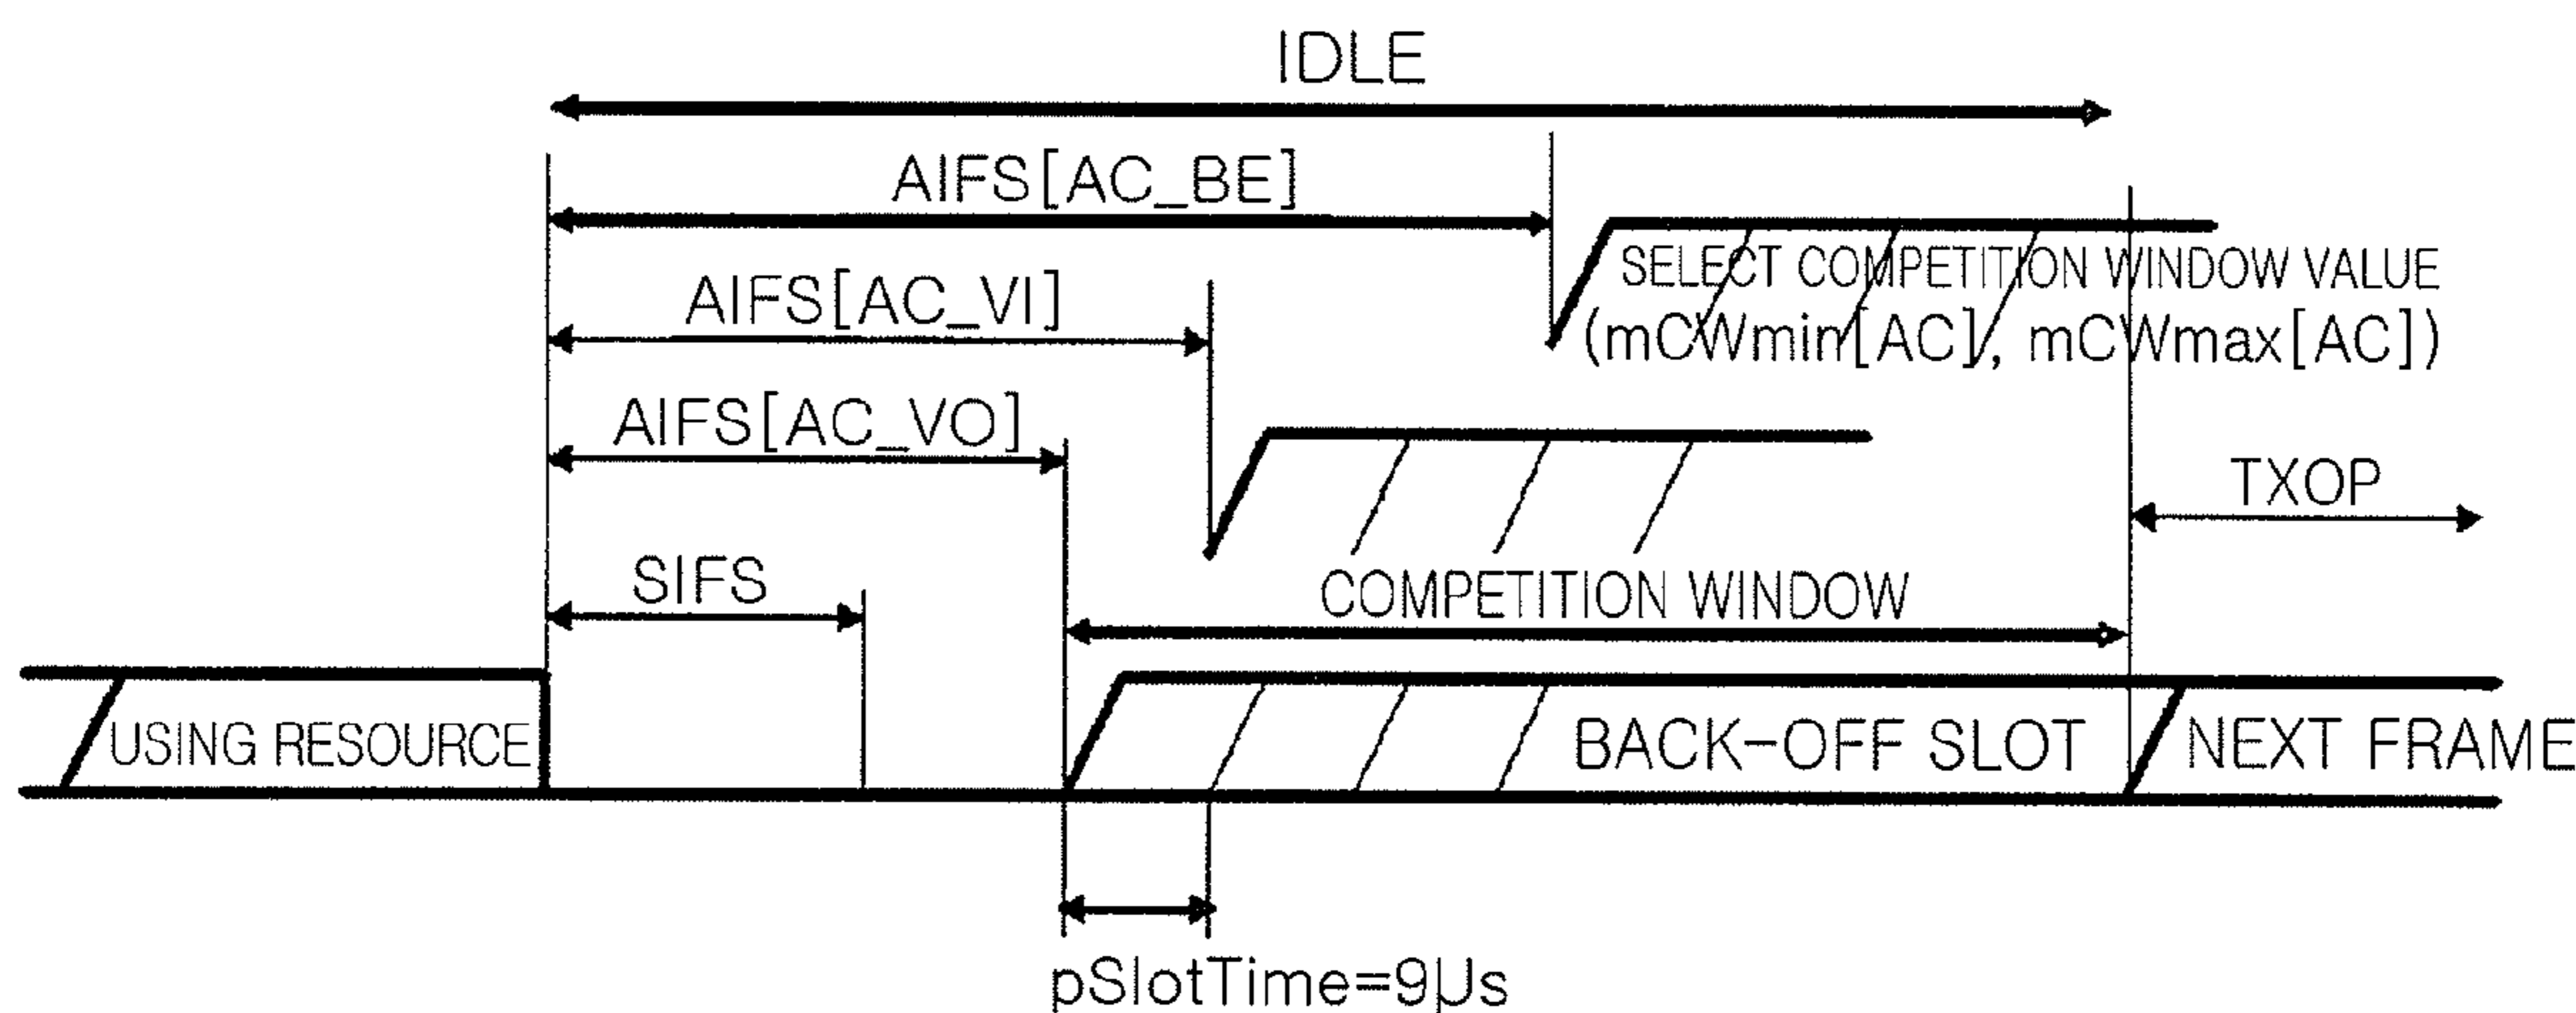 IDLE
AIFS[AC_BE]
SELECT COMPETITION WINDOW VALUE
(mCWmin[AC], mCWmax[AC])
AIFS[AC_VI]
AIFS[AC_VO]
TXOP
SIFS
COMPETITION WINDOW
USING RESOURCE
BACK-OFF SLOT
NEXT FRAME
pSlotTime=9μs